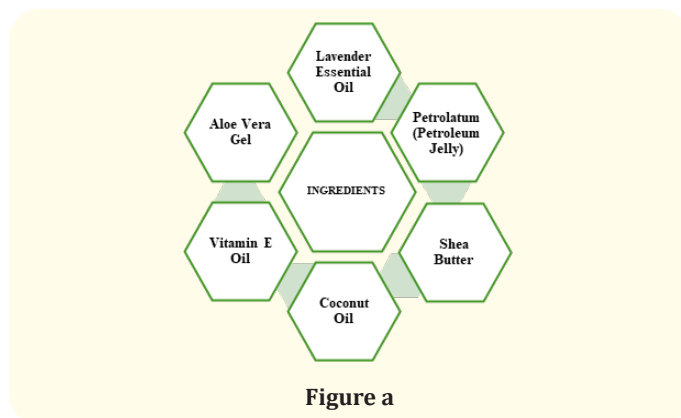 Lavender
Essential
Oil
Petrolatum
(Petroleum
Jelly)
Shea
Butter
Coconut
Oil
Vitamin E
Oil
Aloe Vera
Gel
INGREDIENTS
Figure a